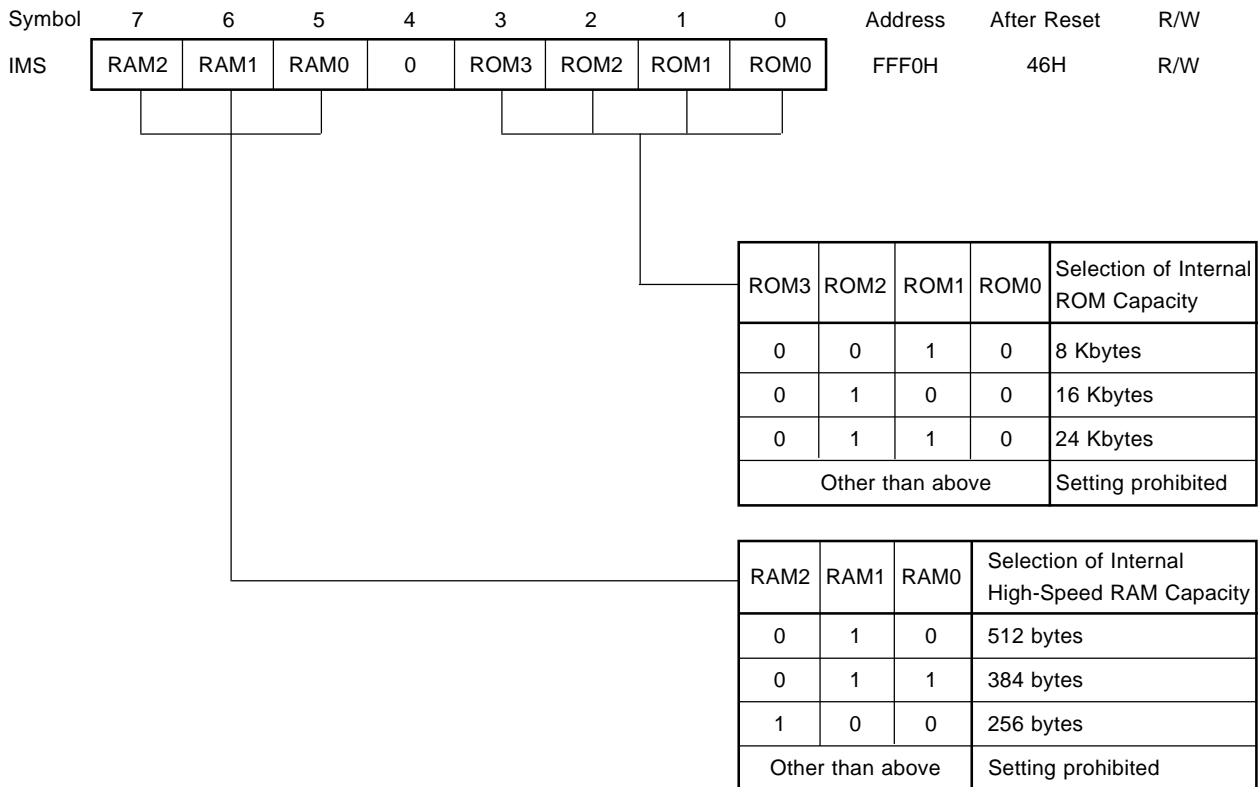 Symbol 7 6 5 4 3 2 1 0 Address After Reset R/W
IMS RAM2 RAM1 RAM0 0 ROM3 ROM2 ROM1 ROM0 FFF0H 46H R/W
ROM3 ROM2 ROM1 ROM0 Selection of Internal
ROM Capacity
0 0 1 0 8 Kbytes
0 1 0 0 16 Kbytes
0 1 1 0 24 Kbytes
Other than above Setting prohibited
RAM2 RAM1 RAM0 Selection of Internal
High-Speed RAM Capacity
0 1 0 512 bytes
0 1 1 384 bytes
1 0 0 256 bytes
Other than above Setting prohibited